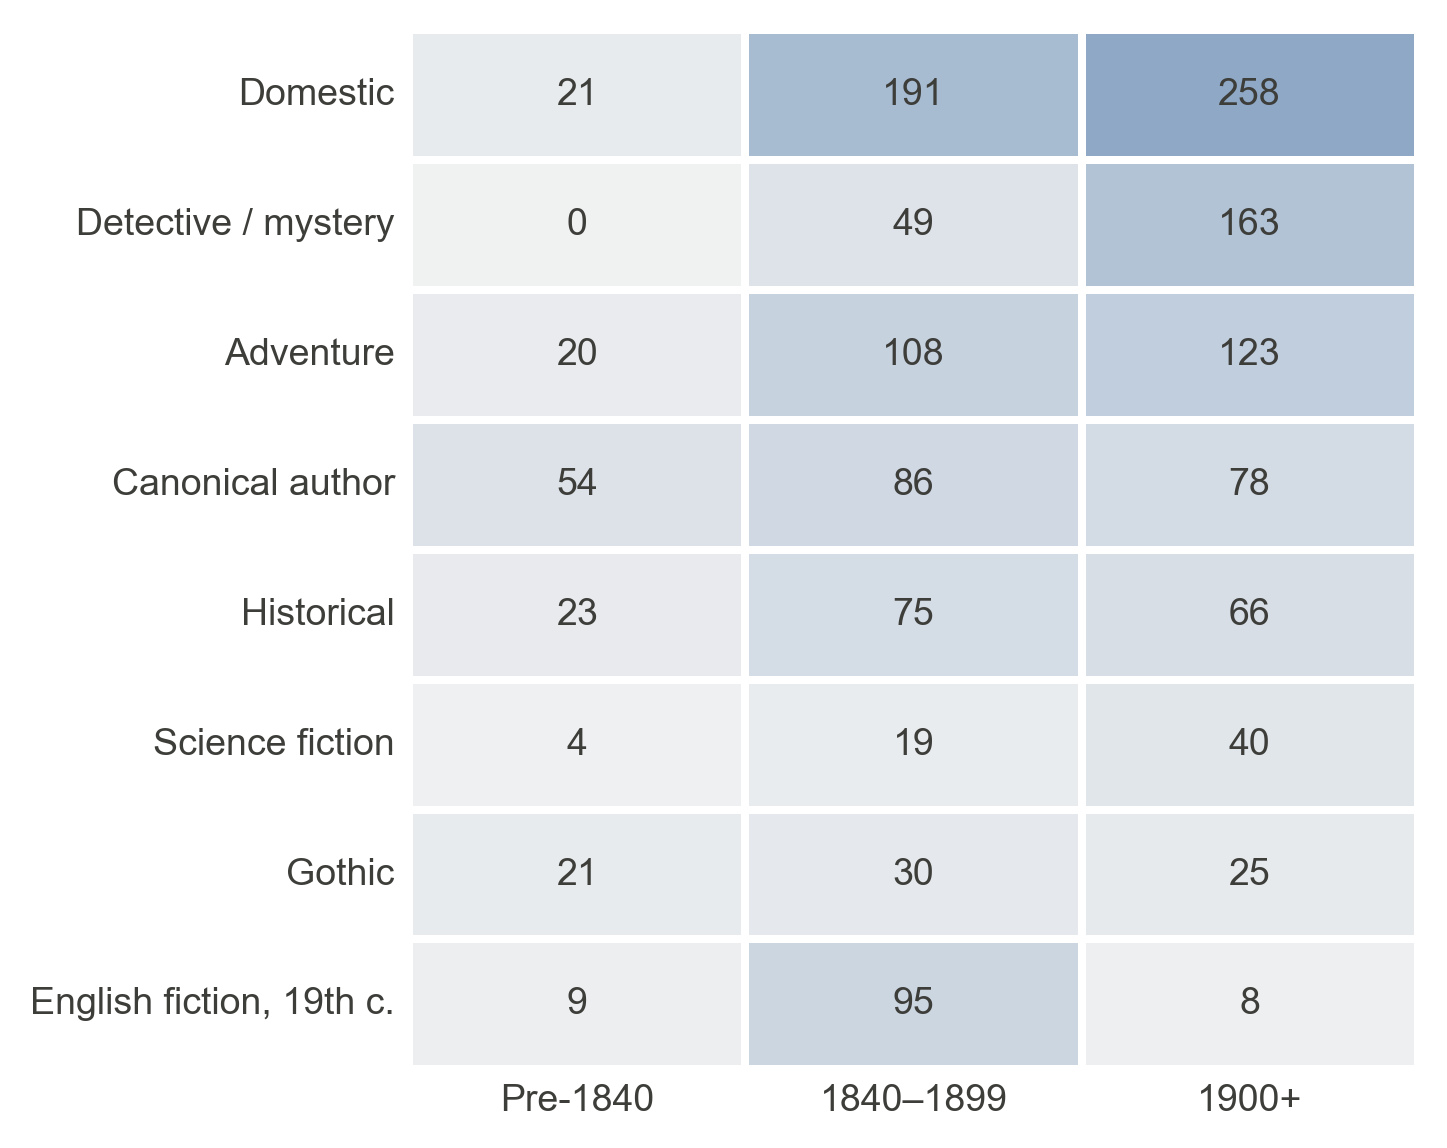 Domestic 21 191 258
Detective / mystery 0 49 163
Adventure 20 108 123
Canonical author 54 86 78
Historical 23 75 66
Science fiction 4 19 40
Gothic 21 30 25
English fiction, 19th c. 9 95 8
Pre-1840 1840–1899 1900+